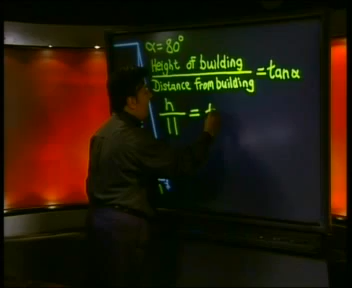 α = 80°
Height of building
Distance from building = tan α
h
11 = t